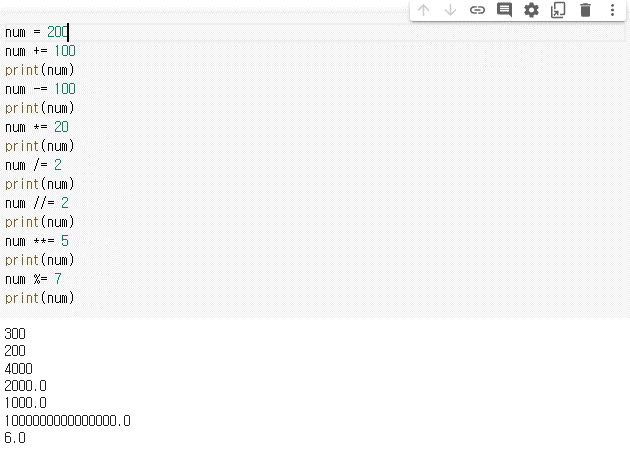 num = 200
num += 100
print(num)
num -= 100
print(num)
num *= 20
print(num)
num /= 2
print(num)
num //= 2
print(num)
num **= 5
print(num)
num %= 7
print(num)
300
200
4000
2000.0
1000.0
1000000000000000.0
6.0